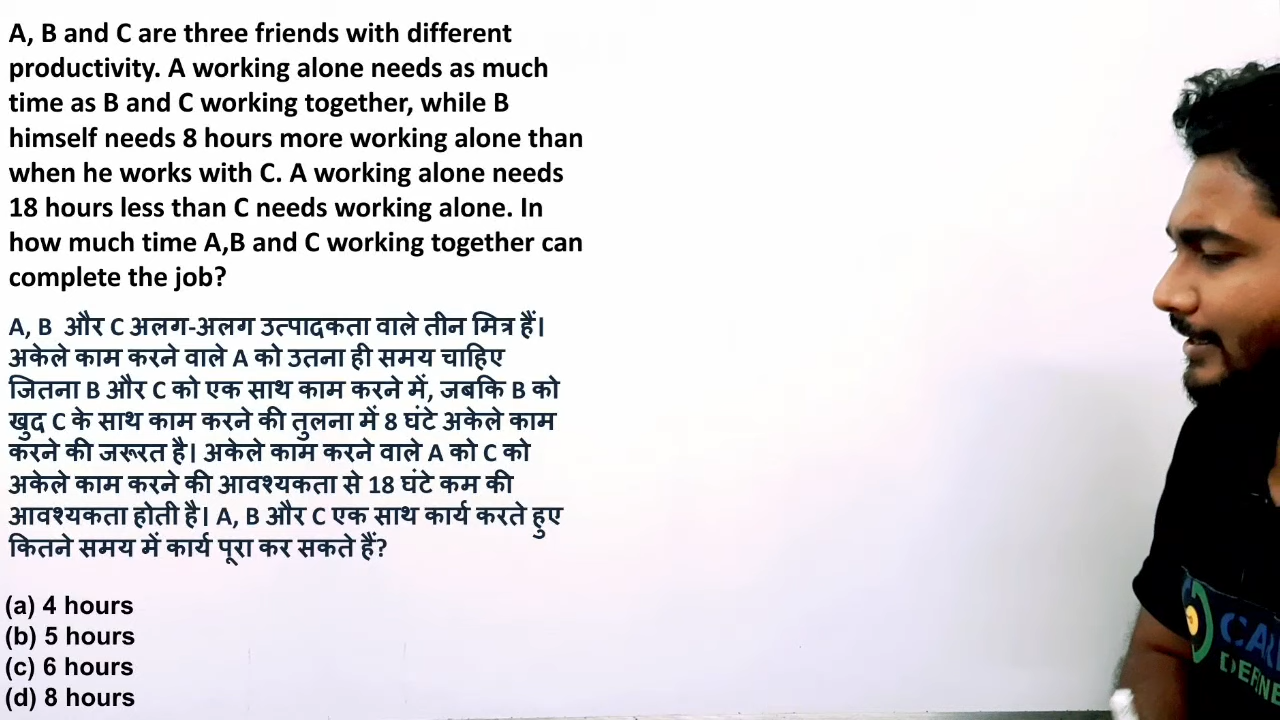 A, B and C are three friends with different
productivity. A working alone needs as much
time as B and C working together, while B
himself needs 8 hours more working alone than
when he works with C. A working alone needs
18 hours less than C needs working alone. In
how much time A,B and C working together can
complete the job?
A, B और C अलग-अलग उत्पादकता वाले तीन मित्र हैं।
अकेले काम करने वाले A को उतना ही समय चाहिए
जितना B और C को एक साथ काम करने में, जबकि B को
खुद C के साथ काम करने की तुलना में 8 घंटे अकेले काम
करने की जरूरत है। अकेले काम करने वाले A को C को
अकेले काम करने की आवश्यकता से 18 घंटे कम की
आवश्यकता होती है। A, B और C एक साथ कार्य करते हुए
कितने समय में कार्य पूरा कर सकते हैं?
(a) 4 hours
(b) 5 hours
(c) 6 hours
(d) 8 hours